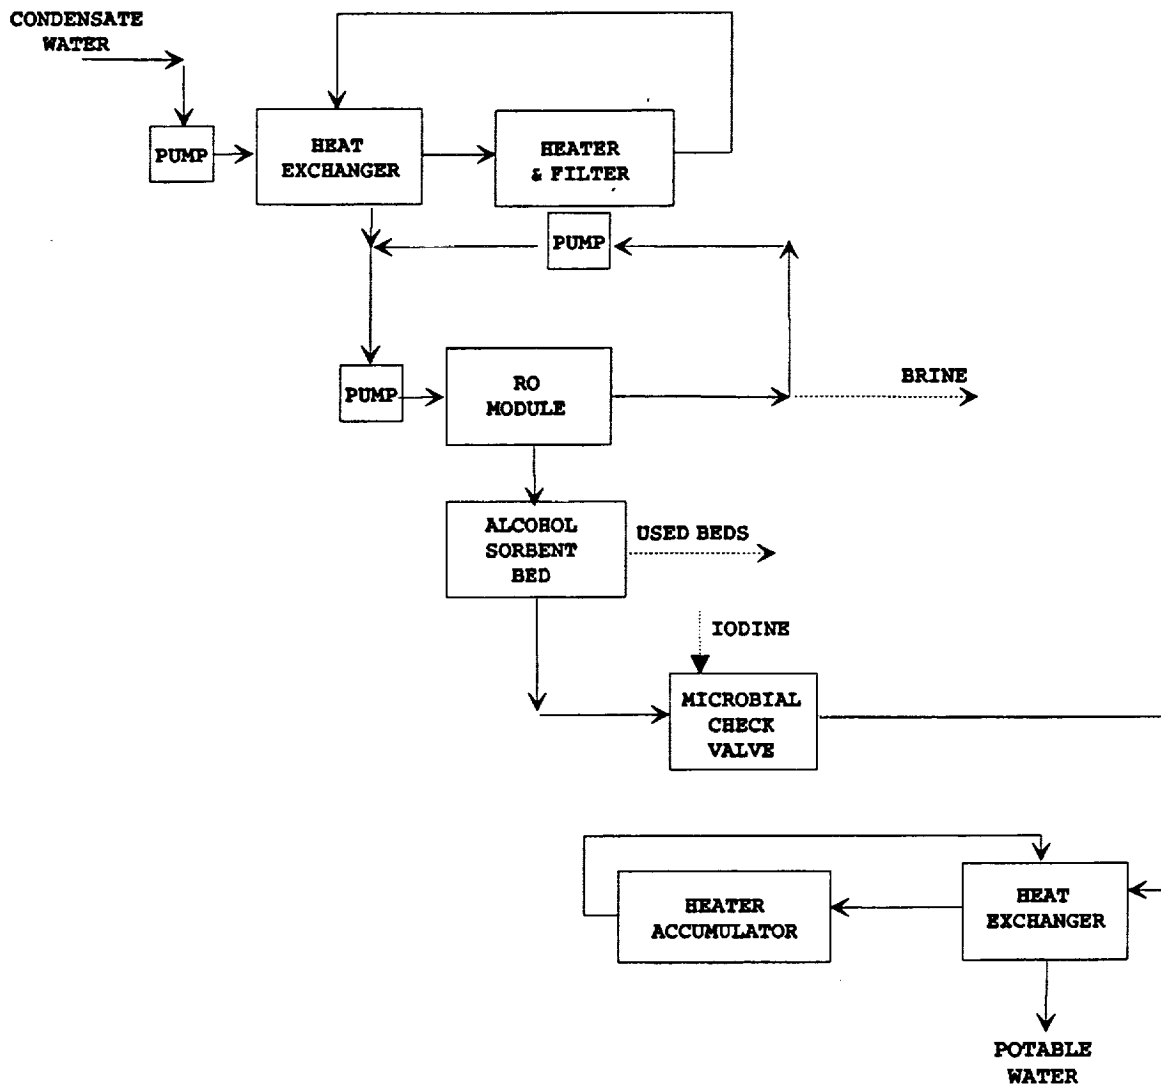 CONDENSATE
WATER
PUMP
HEAT
EXCHANGER
HEATER
& FILTER
PUMP
PUMP
RO
MODULE
BRINE
ALCOHOL
SORBENT
BED
USED BEDS
IODINE
MICROBIAL
CHECK
VALVE
HEATER
ACCUMULATOR
HEAT
EXCHANGER
POTABLE
WATER